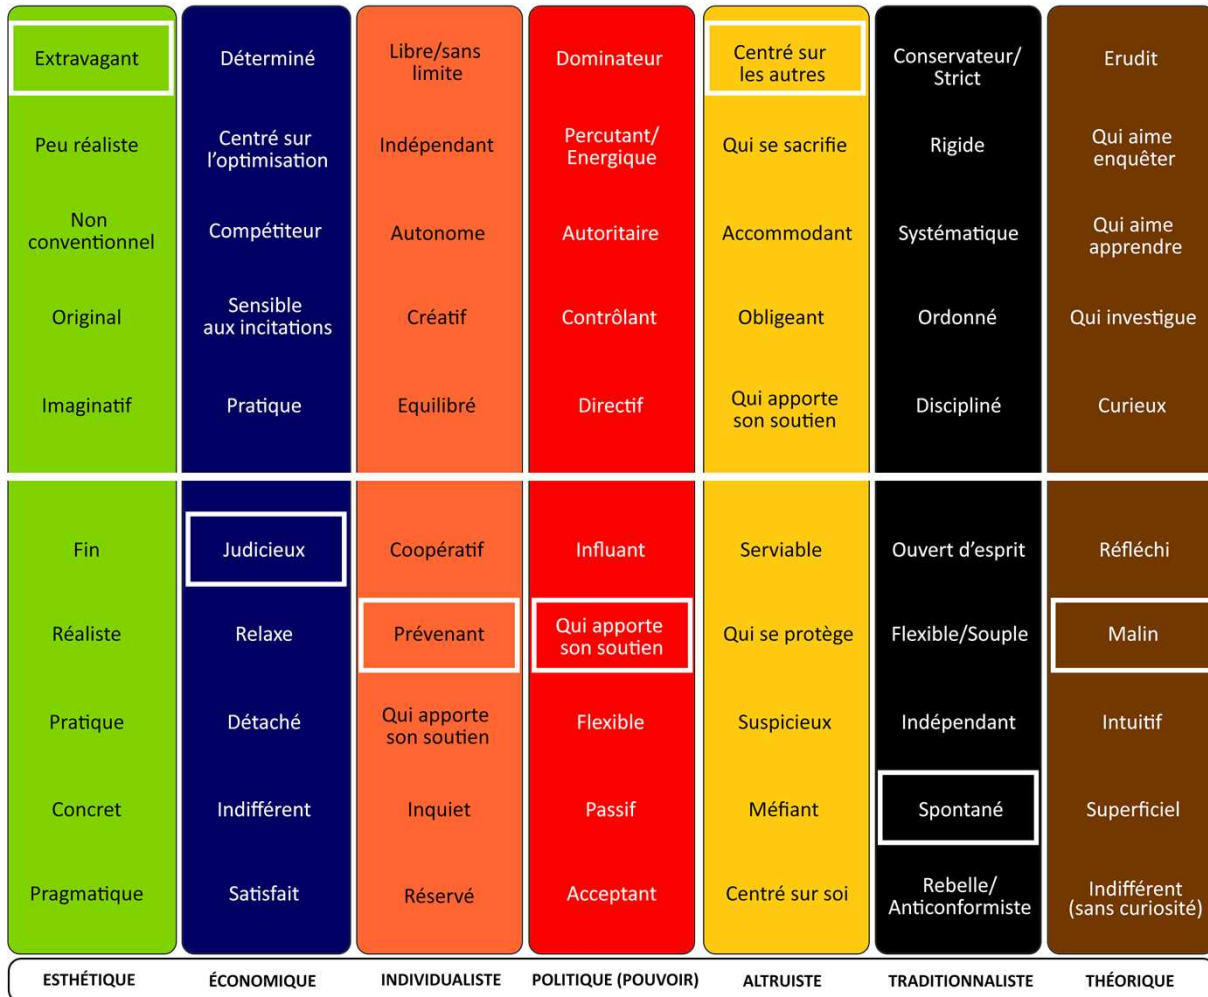 Extravagant
Peu réaliste
Non
conventionnel
Original
Imaginatif
Fin
Réaliste
Pratique
Concret
Pragmatique
ESTHÉTIQUE
Déterminé
Centré sur
l'optimisation
Compétiteur
Sensible
aux incitations
Pratique
Judicieux
Relaxe
Détaché
Indifférent
Satisfait
ÉCONOMIQUE
Libre/sans
limite
Indépendant
Autonome
Créatif
Equilibré
Coopératif
Prévenant
Qui apporte
son soutien
Inquiet
Réservé
INDIVIDUALISTE
Dominateur
Percutant/
Energique
Autoritaire
Contrôlant
Directif
Influant
Qui apporte
son soutien
Flexible
Passif
Acceptant
POLITIQUE (POUVOIR)
Centré sur
les autres
Qui se sacrifie
Accommodant
Obligeant
Qui apporte
son soutien
Serviable
Qui se protège
Suspicieux
Méfiant
Centré sur soi
ALTRUISTE
Conservateur/
Strict
Rigide
Systématique
Ordonné
Discipliné
Ouvert d'esprit
Flexible/Souple
Indépendant
Spontané
Rebelle/
Anticonformiste
TRADITIONNALISTE
Erudit
Qui aime
enquêter
Qui aime
apprendre
Qui investigue
Curieux
Réfléchi
Malin
Intuitif
Superficiel
Indifférent
(sans curiosité)
THÉORIQUE